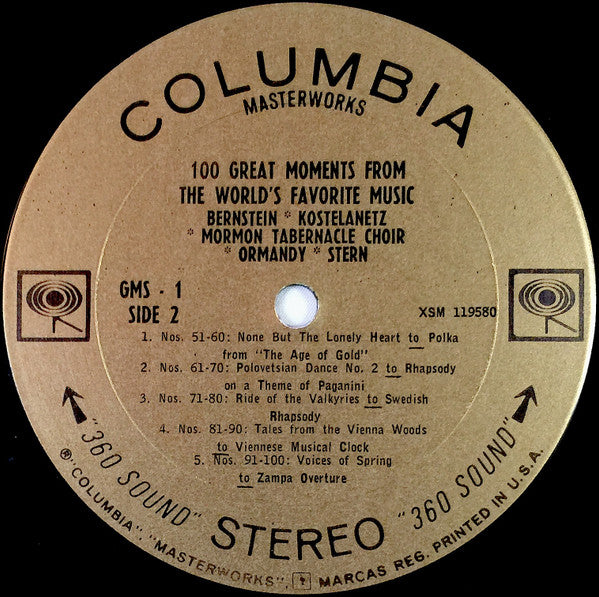 COLUMBIA
MASTERWORKS
100 GREAT MOMENTS FROM
THE WORLD'S FAVORITE MUSIC
BERNSTEIN * KOSTELANETZ
* MORMON TABERNACLE CHOIR
* ORMANDY * STERN
GMS - 1
SIDE 2
XSM 119580
1. Nos. 51-60: None But The Lonely Heart to Polka
from "The Age of Gold"
2. Nos. 61-70: Polovetsian Dance No. 2 to Rhapsody
on a Theme of Paganini
3. Nos. 71-80: Ride of the Valkyries to Swedish
Rhapsody
4. Nos. 81-90: Tales from the Vienna Woods
to Viennese Musical Clock
5. Nos. 91-100: Voices of Spring
to Zampa Overture
"360 SOUND" STEREO "360 SOUND"
® "COLUMBIA", "MASTERWORKS", MARCAS REG. PRINTED IN U.S.A.